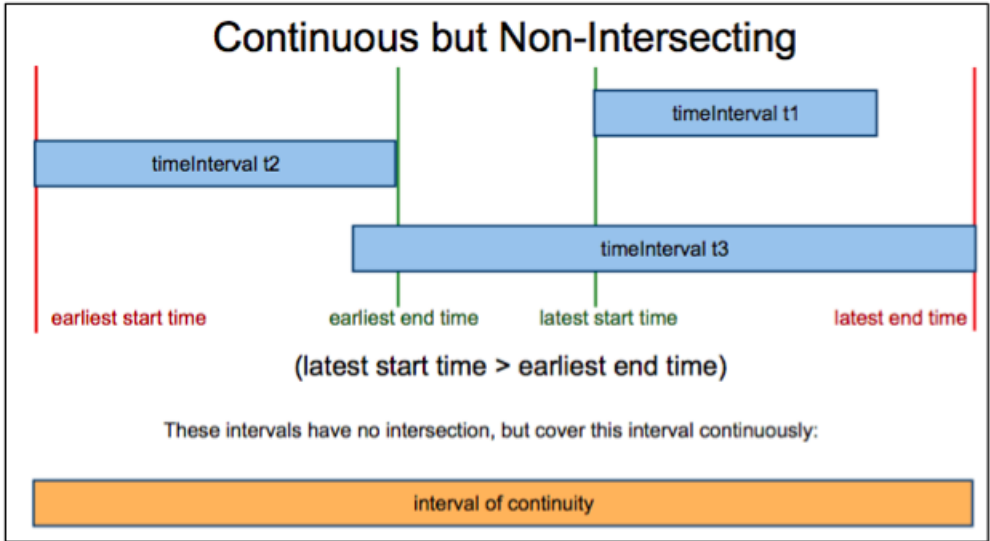 Continuous but Non-Intersecting
timeInterval t1
timeInterval t2
timeInterval t3
earliest start time
earliest end time
latest start time
latest end time
(latest start time > earliest end time)
These intervals have no intersection, but cover this interval continuously:
interval of continuity